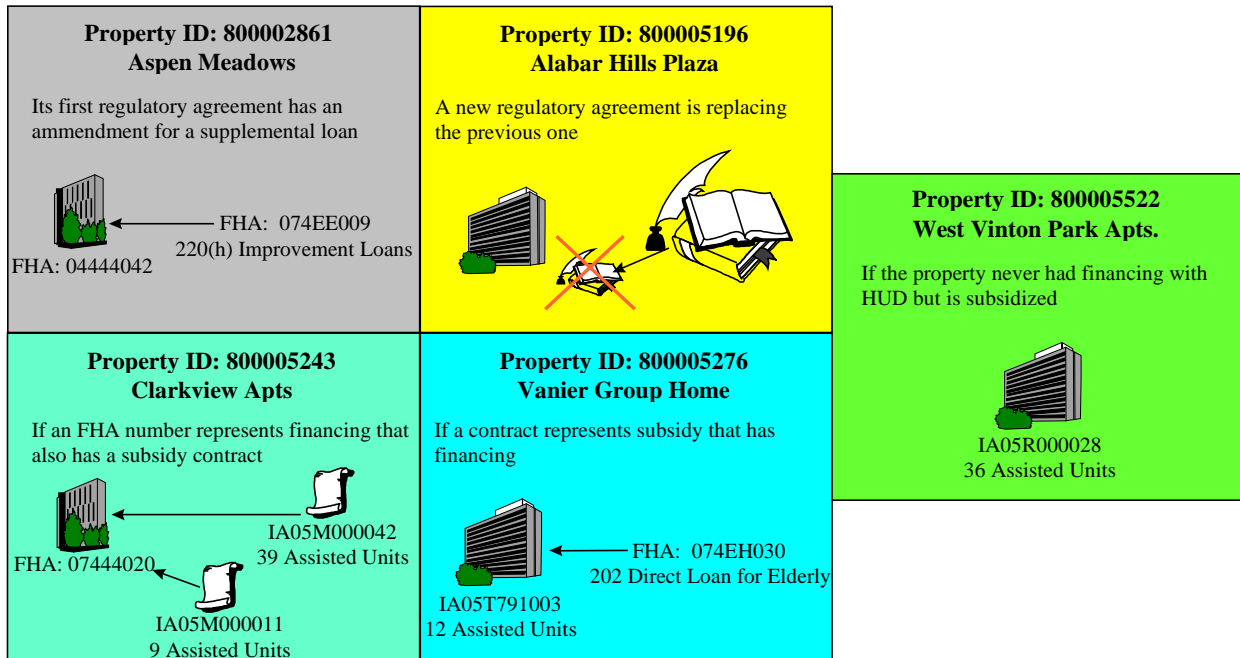 Property ID: 800002861
Aspen Meadows
Its first regulatory agreement has an
ammendment for a supplemental loan
FHA:  074EE009
220(h) Improvement Loans
FHA: 04444042
Property ID: 800005196
Alabar Hills Plaza
A new regulatory agreement is replacing
the previous one
Property ID: 800005522
West Vinton Park Apts.
If the property never had financing with
HUD but is subsidized
IA05R000028
36 Assisted Units
Property ID: 800005243
Clarkview Apts
If an FHA number represents financing that
also has a subsidy contract
IA05M000042
39 Assisted Units
FHA: 07444020
IA05M000011
9 Assisted Units
Property ID: 800005276
Vanier Group Home
If a contract represents subsidy that has
financing
FHA:  074EH030
202 Direct Loan for Elderly
IA05T791003
12 Assisted Units